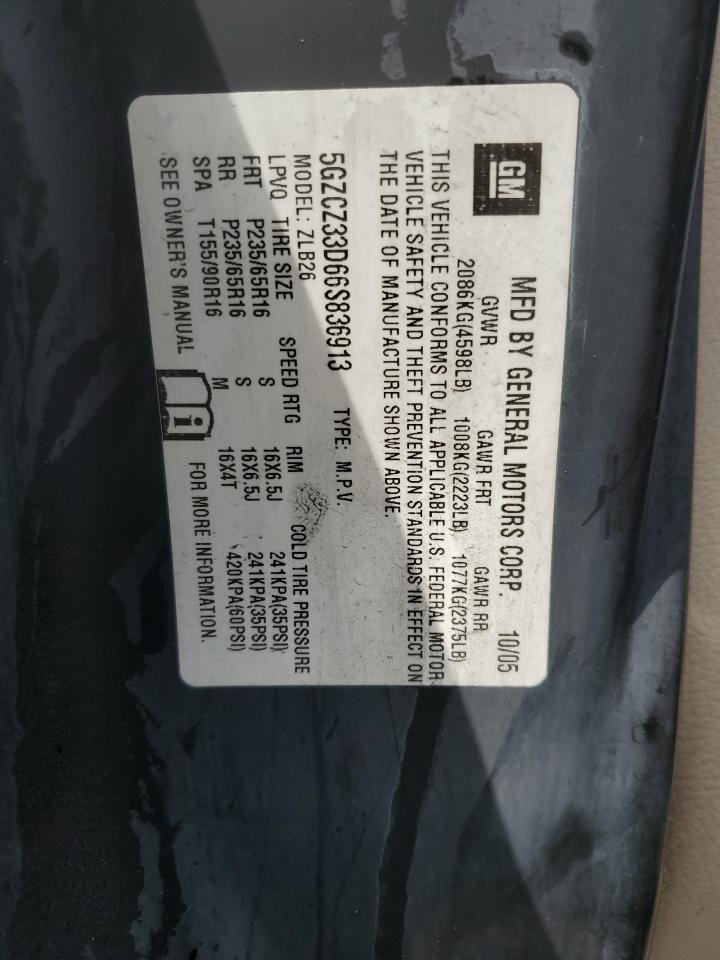 GM
MFD BY GENERAL MOTORS CORP. 10/05
GVWR GAWR FRT GAWR RR
2086KG(4598LB) 1008KG(2223LB) 1077KG(2375LB)
THIS VEHICLE CONFORMS TO ALL APPLICABLE U.S. FEDERAL MOTOR
VEHICLE SAFETY AND THEFT PREVENTION STANDARDS IN EFFECT ON
THE DATE OF MANUFACTURE SHOWN ABOVE.
5GZCZ33D66S836913 TYPE: M.P.V.
MODEL: ZLB26
LPVQ TIRE SIZE SPEED RTG RIM COLD TIRE PRESSURE
FRT P235/65R16 S 16X6.5J 241KPA(35PSI)
RR P235/65R16 S 16X6.5J 241KPA(35PSI)
SPA T155/90R16 M 16X4T 420KPA(60PSI)
SEE OWNER'S MANUAL i FOR MORE INFORMATION.